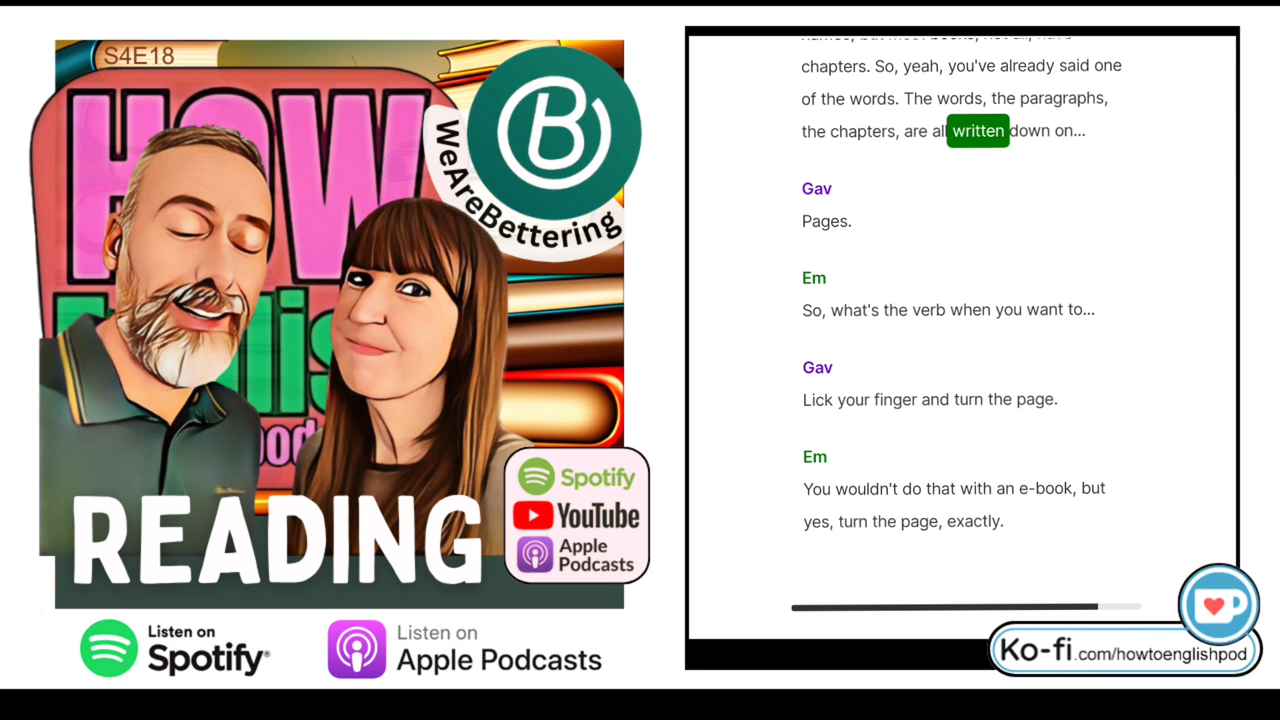 S4E18
HOW
WeAreBettering
B
READING
Spotify
YouTube
Apple
Podcasts
Listen on
Spotify
Listen on
Apple Podcasts
chapters. So, yeah, you've already said one
of the words. The words, the paragraphs,
the chapters, are all written down on...
Gav
Pages.
Em
So, what's the verb when you want to...
Gav
Lick your finger and turn the page.
Em
You wouldn't do that with an e-book, but
yes, turn the page, exactly.
Ko-fi.com/howtoenglishpod